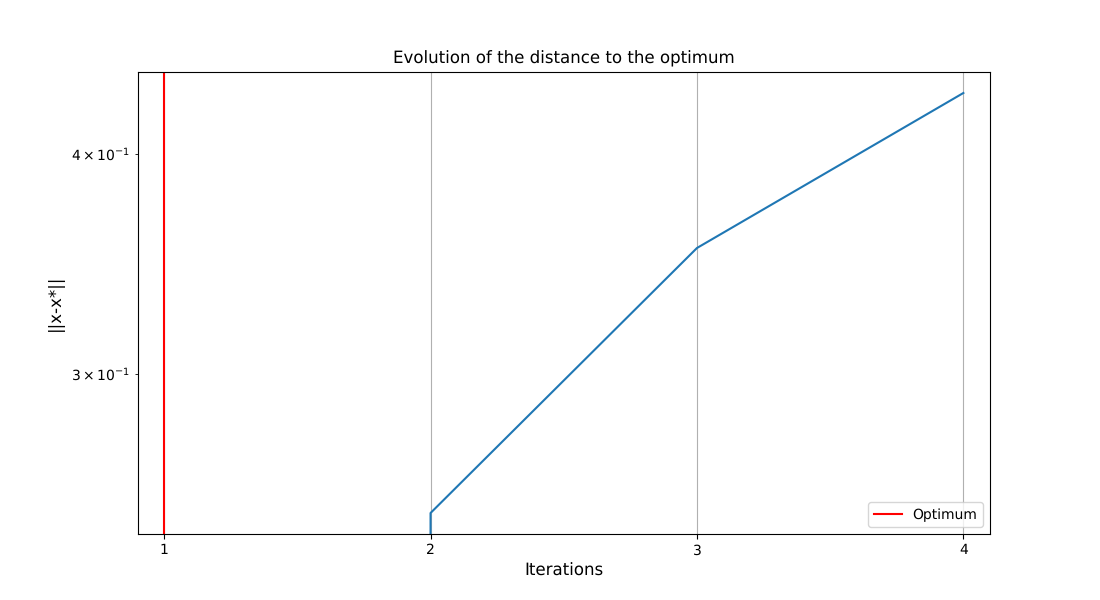 Evolution of the distance to the optimum
4 × 10⁻¹
3 × 10⁻¹
||x-x*||
Optimum
1 2 3 4
Iterations